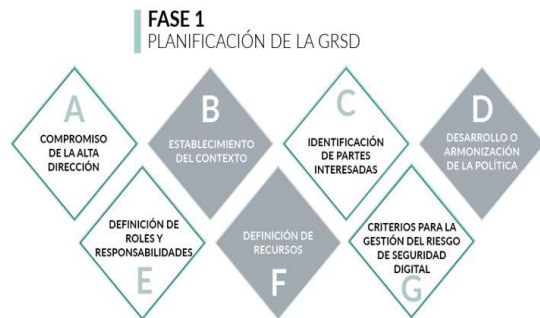 FASE 1
PLANIFICACIÓN DE LA GRSD
A
COMPROMISO
DE LA ALTA
DIRECCIÓN
B
ESTABLECIMIENTO
DEL CONTEXTO
C
IDENTIFICACIÓN
DE PARTES
INTERESADAS
D
DESARROLLO O
ARMONIZACIÓN
DE LA POLÍTICA
DEFINICIÓN DE
ROLES Y
RESPONSABILIDADES
E
DEFINICIÓN DE
RECURSOS
F
CRITERIOS PARA LA
GESTIÓN DEL RIESGO
DE SEGURIDAD
DIGITAL
G